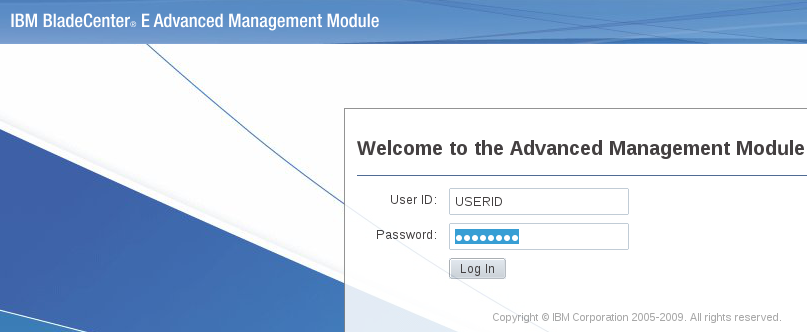 IBM BladeCenter® E Advanced Management Module
Welcome to the Advanced Management Module
User ID: USERID
Password: ●●●●●●●●
Log In
Copyright © IBM Corporation 2005-2009. All rights reserved.